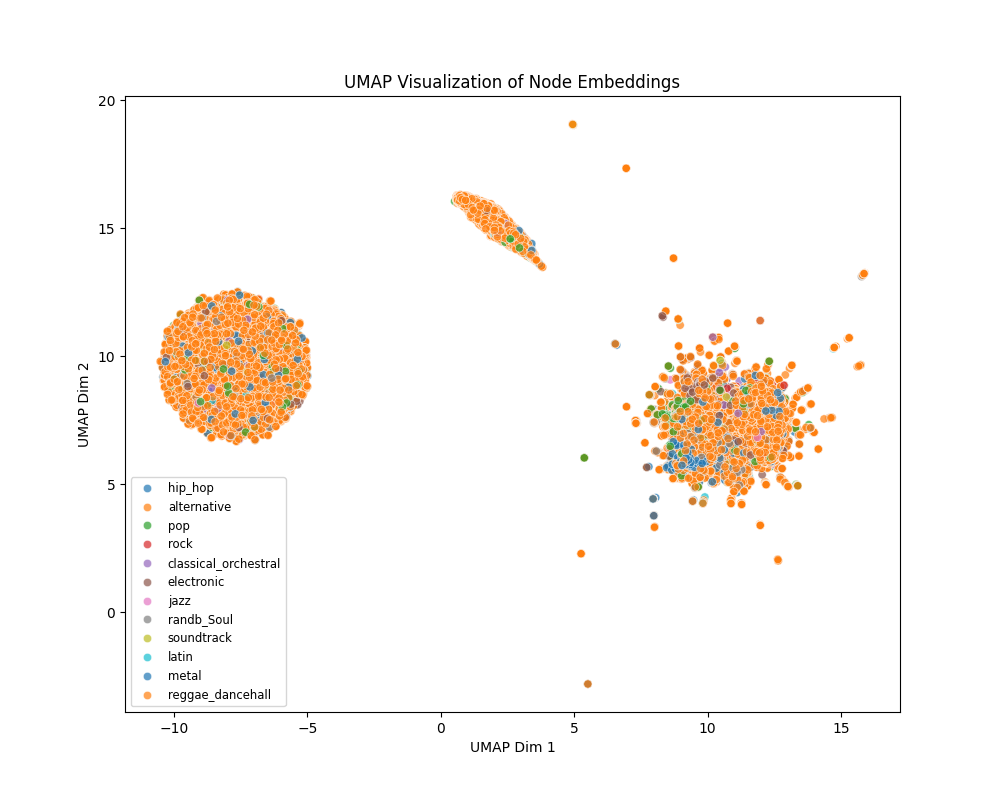 UMAP Visualization of Node Embeddings
20
15
10
5
0
UMAP Dim 2
hip_hop
alternative
pop
rock
classical_orchestral
electronic
jazz
randb_Soul
soundtrack
latin
metal
reggae_dancehall
−10
−5
0
5
10
15
UMAP Dim 1